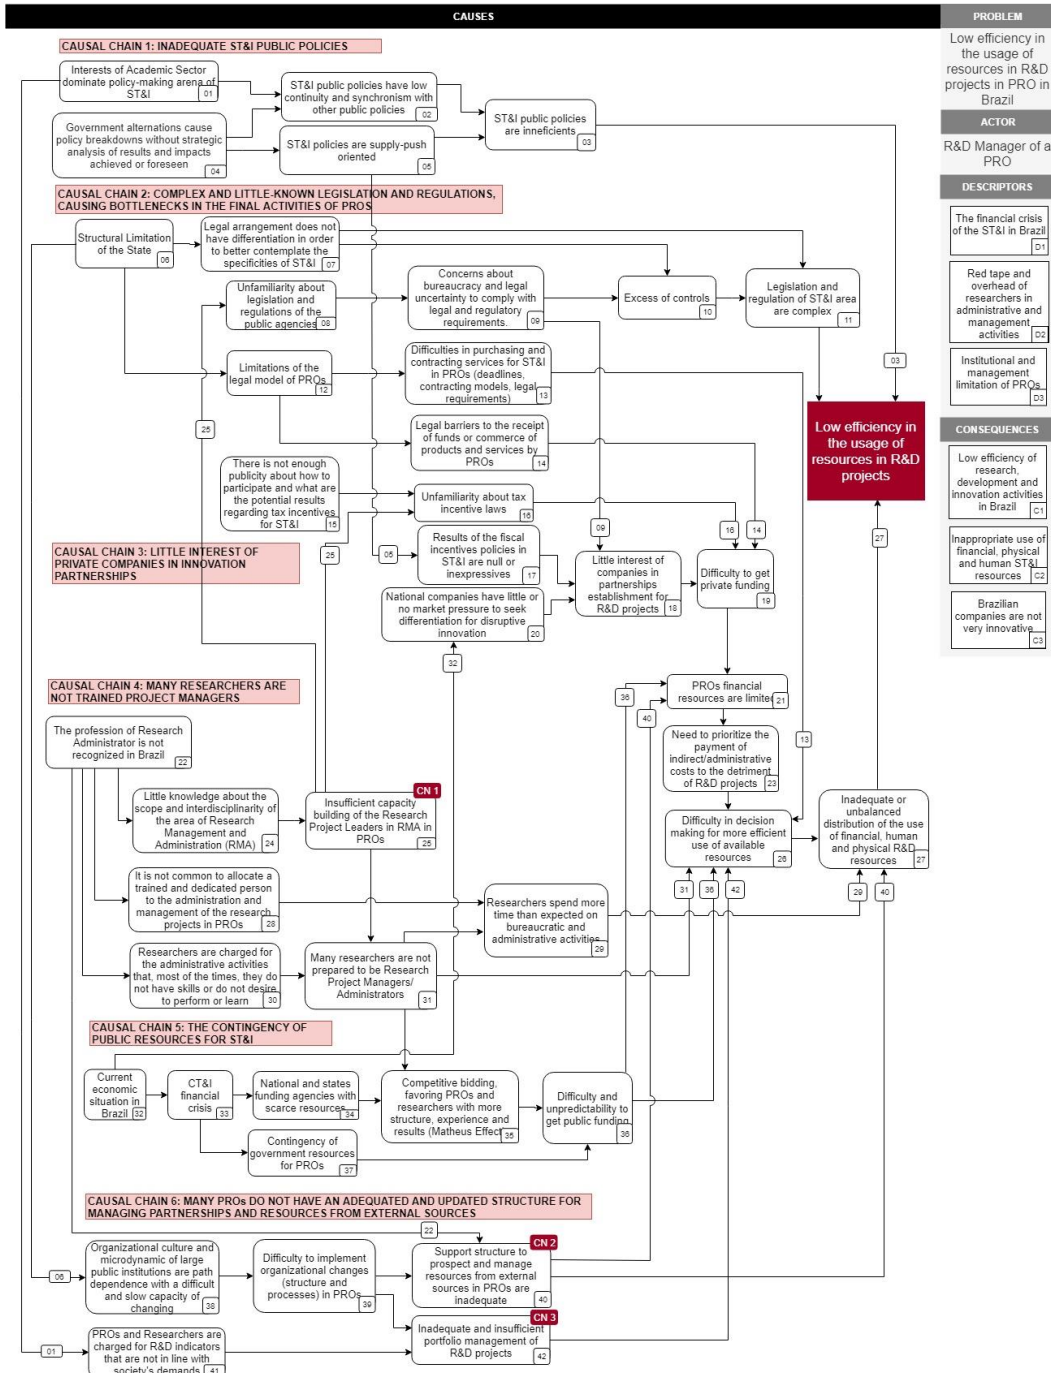 CAUSES
PROBLEM
Low efficiency in
the usage of
resources in R&D
projects in PRO in
Brazil
ACTOR
R&D Manager of a
PRO
DESCRIPTORS
The financial crisis
of the ST&I in Brazil
D1
Red tape and
overhead of
researchers in
administrative and
management
activities
D2
Institutional and
management
limitation of PROs
D3
CONSEQUENCES
Low efficiency of
research,
development and
innovation activities
in Brazil
C1
Inappropriate use of
financial, physical
and human ST&I
resources
C2
Brazilian
companies are not
very innovative
C3
CAUSAL CHAIN 1: INADEQUATE ST&I PUBLIC POLICIES
Interests of Academic Sector
dominate policy-making arena of
ST&I
01
ST&I public policies have low
continuity and synchronism with
other public policies
02
ST&I public policies
are inneficients
03
Government alternations cause
policy breakdowns without strategic
analysis of results and impacts
achieved or foreseen
04
ST&I policies are supply-push
oriented
05
CAUSAL CHAIN 2: COMPLEX AND LITTLE-KNOWN LEGISLATION AND REGULATIONS,
CAUSING BOTTLENECKS IN THE FINAL ACTIVITIES OF PROS
Structural Limitation
of the State
06
Legal arrangement does not
have differentiation in order
to better contemplate the
specificities of ST&I
07
Unfamiliarity about
legislation and
regulations of the
public agencies
08
Concerns about
bureaucracy and legal
uncertainty to comply with
legal and regulatory
requirements.
09
Excess of controls
10
Legislation and
regulation of ST&I area
are complex
11
Limitations of the
legal model of PROs
12
Difficulties in purchasing and
contracting services for ST&I
in PROs (deadlines,
contracting models, legal
requirements)
13
03
Low efficiency in
the usage of
resources in R&D
projects
25
Legal barriers to the receipt
of funds or commerce of
products and services by
PROs
14
There is not enough
publicity about how to
participate and what are
the potential results
regarding tax incentives
for ST&I
15
Unfamiliarity about tax
incentive laws
16
09
16
14
27
CAUSAL CHAIN 3: LITTLE INTEREST OF
PRIVATE COMPANIES IN INNOVATION
PARTNERSHIPS
25
05
Results of the fiscal
incentives policies in
ST&I are null or
inexpressives
17
Little interest of
companies in
partnerships
establishment for
R&D projects
18
Difficulty to get
private funding
19
National companies have little or
no market pressure to seek
differentiation for disruptive
innovation
20
32
CAUSAL CHAIN 4: MANY RESEARCHERS ARE
NOT TRAINED PROJECT MANAGERS
36
40
PROs financial
resources are limited
21
The profession of Research
Administrator is not
recognized in Brazil
22
Need to prioritize the
payment of
indirect/administrative
costs to the detriment
of R&D projects
23
13
Little knowledge about the
scope and interdisciplinarity of
the area of Research
Management and
Administration (RMA)
24
CN 1
Insufficient capacity
building of the Research
Project Leaders in RMA in
PROs
25
Difficulty in decision
making for more efficient
use of available
resources
26
Inadequate or
unbalanced
distribution of the use
of financial, human
and physical R&D
resources
27
It is not common to allocate a
trained and dedicated person
to the administration and
management of the research
projects in PROs
28
Researchers spend more
time than expected on
bureaucratic and
administrative activities
29
31
36
42
29
40
Researchers are charged for
the administrative activities
that, most of the times, they do
not have skills or do not desire
to perform or learn
30
Many researchers are not
prepared to be Research
Project Managers/
Administrators
31
CAUSAL CHAIN 5: THE CONTINGENCY OF
PUBLIC RESOURCES FOR ST&I
Current
economic
situation in
Brazil
32
CT&I
financial
crisis
33
National and states
funding agencies with
scarce resources
34
Competitive bidding,
favoring PROs and
researchers with more
structure, experience and
results (Matheus Effect
35
Difficulty and
unpredictability to
get public funding
36
Contingency of
government resources
for PROs
37
CAUSAL CHAIN 6: MANY PROs DO NOT HAVE AN ADEQUATED AND UPDATED STRUCTURE FOR
MANAGING PARTNERSHIPS AND RESOURCES FROM EXTERNAL SOURCES
22
06
Organizational culture and
microdynamic of large
public institutions are path
dependence with a difficult
and slow capacity of
changing
38
Difficulty to implement
organizational changes
(structure and
processes) in PROs
39
CN 2
Support structure to
prospect and manage
resources from external
sources in PROs are
inadequate
40
01
PROs and Researchers are
charged for R&D indicators
that are not in line with
society's demands
41
CN 3
Inadequate and insufficient
portfolio management of
R&D projects
42